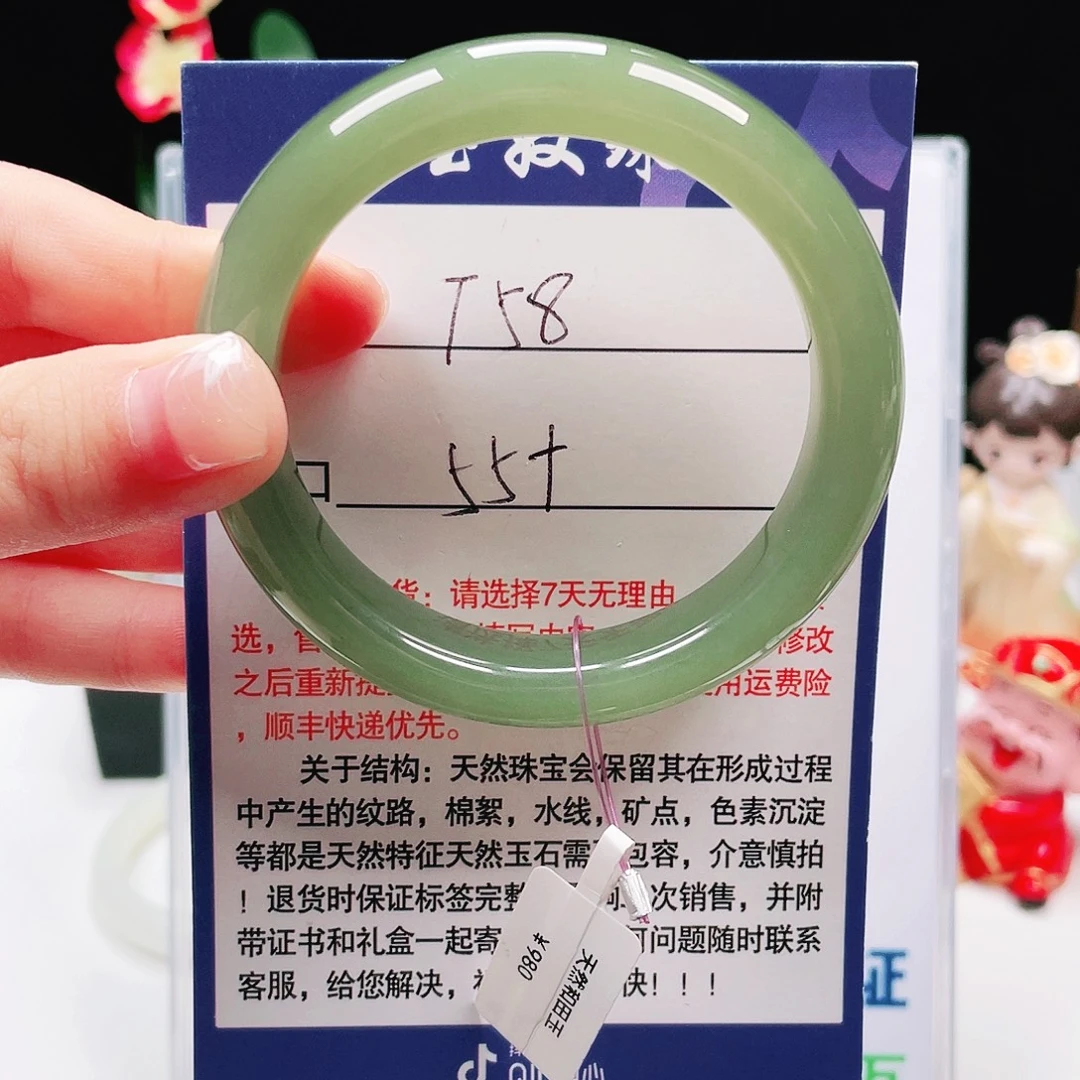 T58
口 55+
货：请选择7天无理由
选，
修改
之后重新 用运费险
，顺丰快递优先。
关于结构：天然珠宝会保留其在形成过程
中产生的纹路，棉絮，水线，矿点，色素沉淀
等都是天然特征天然玉石需 包容，介意慎拍
！退货时保证标签完整 次销售，并附
带证书和礼盒一起寄 问题随时联系
客服，给您解决， 快！！！
¥980
天然和田玉
证